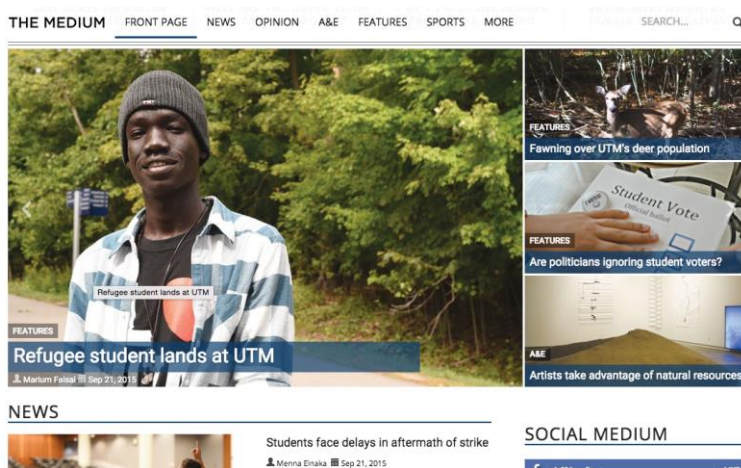 THE MEDIUM FRONT PAGE NEWS OPINION A&E FEATURES SPORTS MORE SEARCH...
FEATURES
Fawning over UTM's deer population
Student Vote
Official ballot
FEATURES
Are politicians ignoring student voters?
Refugee student lands at UTM
FEATURES
Refugee student lands at UTM
Marium Faisal Sep 21, 2015
A&E
Artists take advantage of natural resources
NEWS
Students face delays in aftermath of strike
Menna Elnaka Sep 21, 2015
SOCIAL MEDIUM